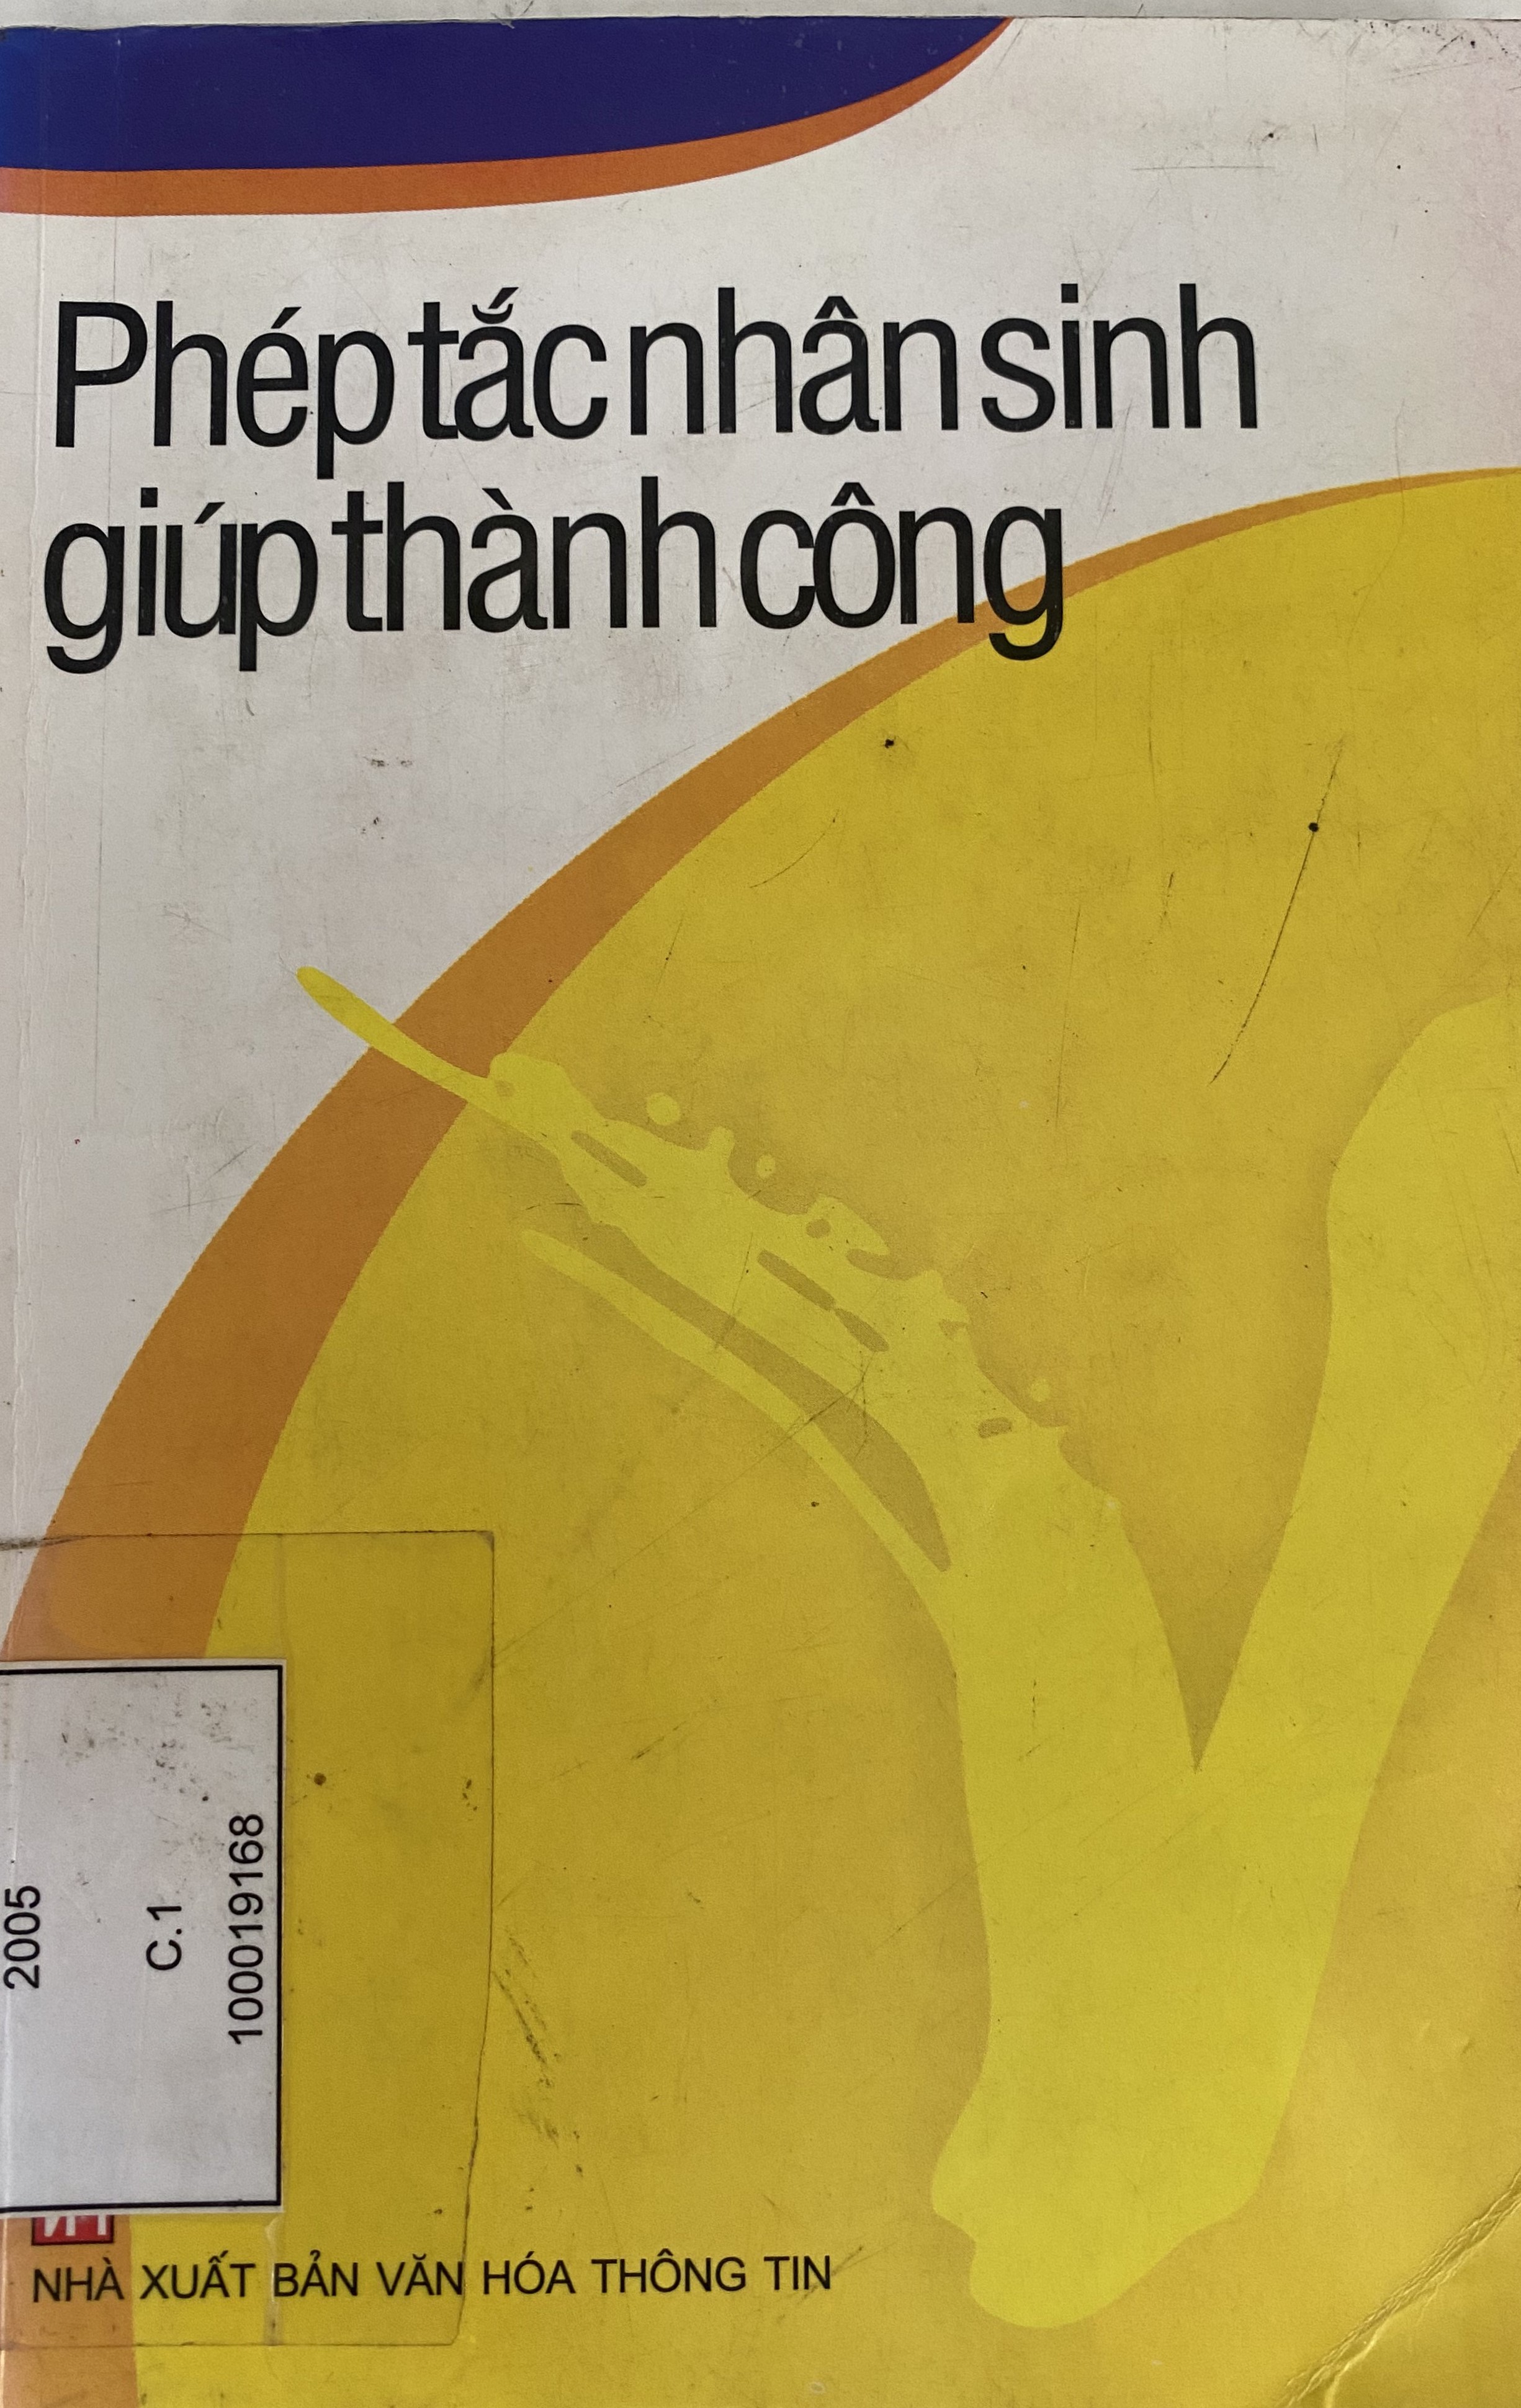 Phép tắc nhân sinh
giúp thành công
2005
C.1
100019168
NHÀ XUẤT BẢN VĂN HÓA THÔNG TIN